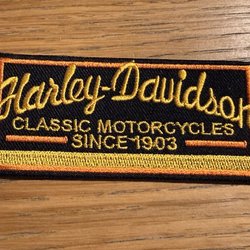 Harley-Davidson
CLASSIC MOTORCYCLES
SINCE 1903